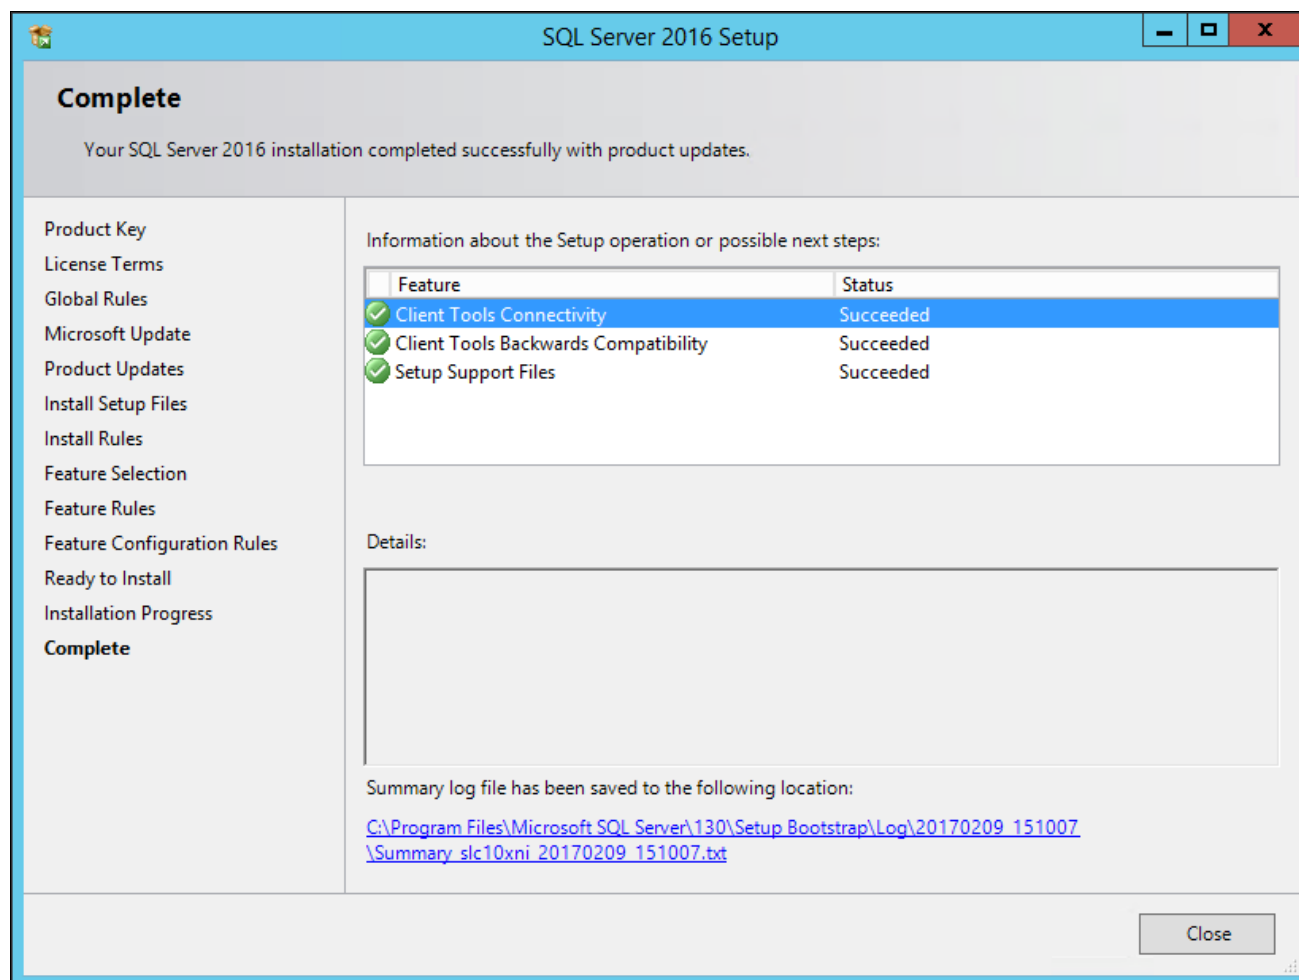 SQL Server 2016 Setup
Complete
Your SQL Server 2016 installation completed successfully with product updates.
Product Key
License Terms
Global Rules
Microsoft Update
Product Updates
Install Setup Files
Install Rules
Feature Selection
Feature Rules
Feature Configuration Rules
Ready to Install
Installation Progress
Complete
Information about the Setup operation or possible next steps:
Feature Status
Client Tools Connectivity Succeeded
Client Tools Backwards Compatibility Succeeded
Setup Support Files Succeeded
Details:
Summary log file has been saved to the following location:
C:\Program Files\Microsoft SQL Server\130\Setup Bootstrap\Log\20170209_151007
\Summary_slc10xni_20170209_151007.txt
Close